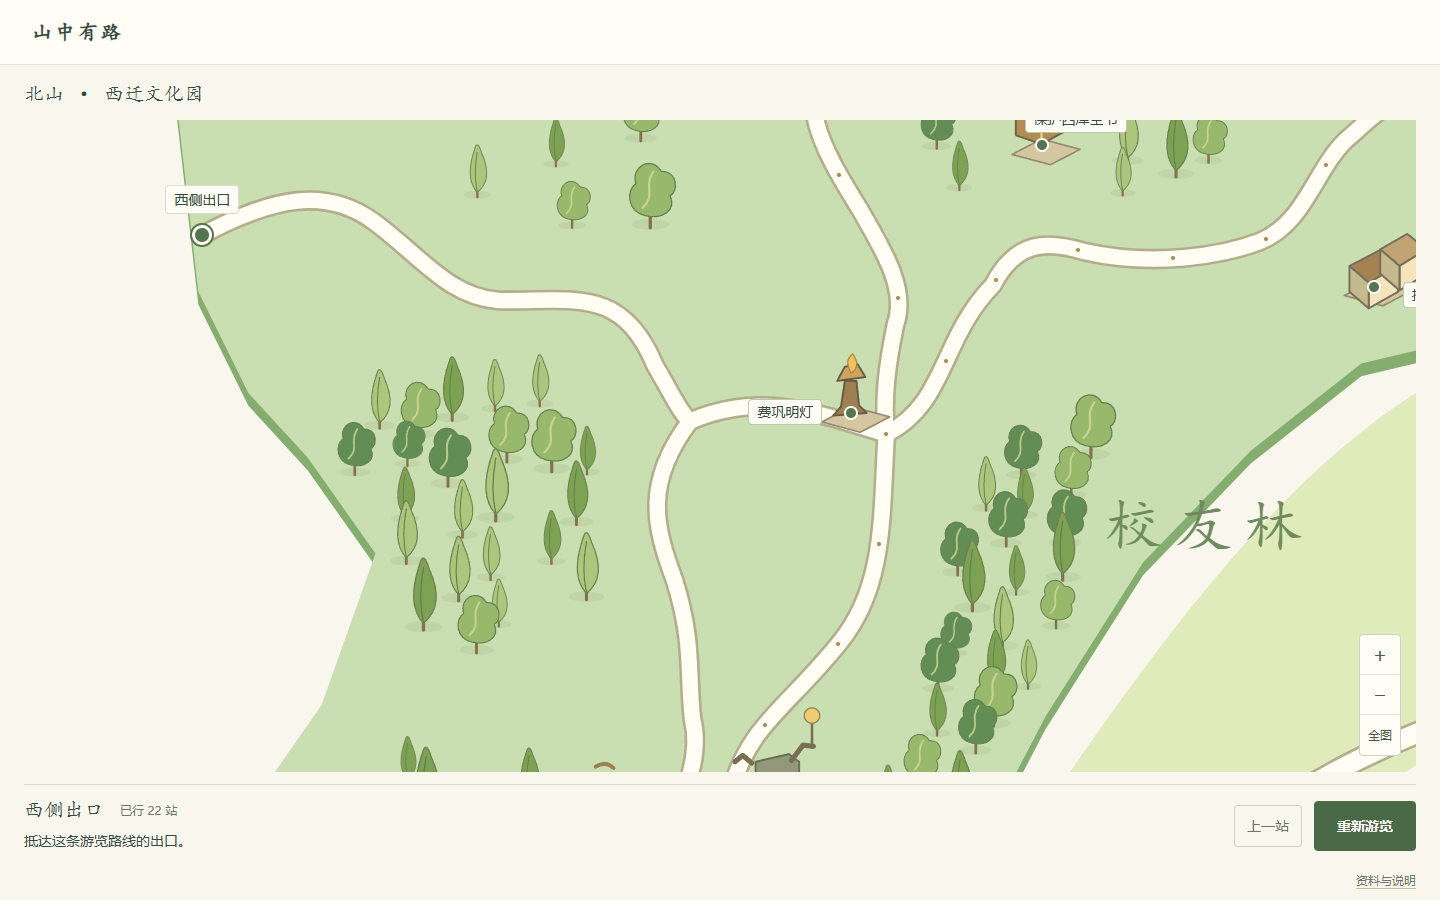 山中有路
北山 • 西迁文化园
西侧出口
费巩明灯
校友林
+
−
全图
西侧出口 已行 22 站
抵达这条游览路线的出口。
上一站
重新游览
资料与说明